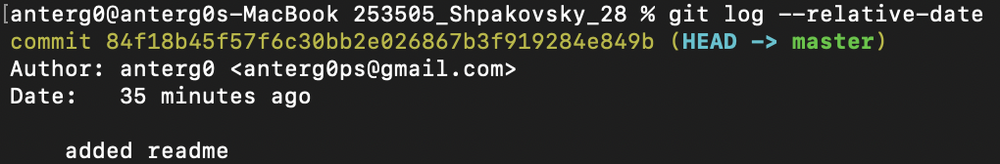 [anterg0@anterg0s-MacBook 253505_Shpakovsky_28 % git log --relative-date
commit 84f18b45f57f6c30bb2e026867b3f919284e849b (HEAD -> master)
Author: anterg0 <anterg0ps@gmail.com>
Date:   35 minutes ago
    added readme